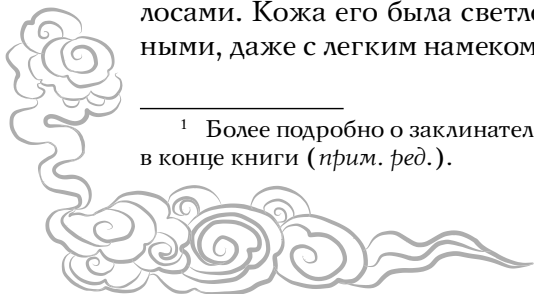 лосами. Кожа его была светл
ными, даже с легким намеком
1 Более подробно о заклинател
в конце книги (прим. ред.).